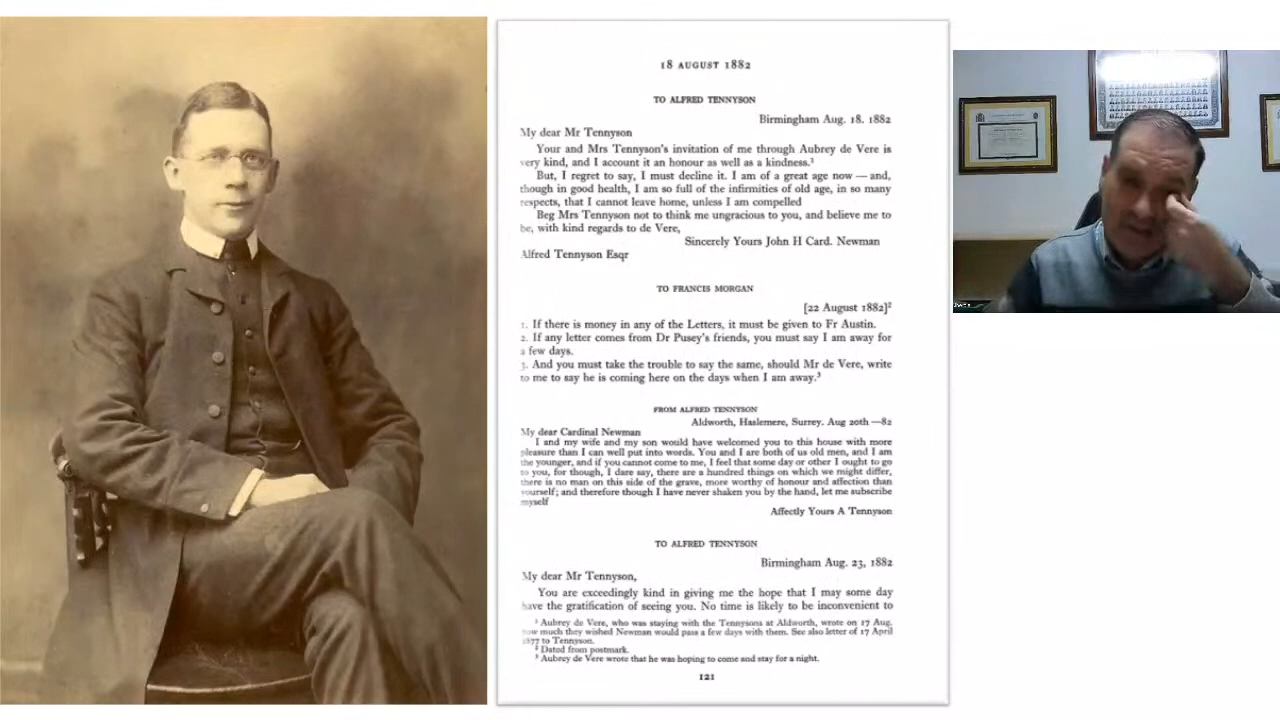 18 AUGUST 1882
TO ALFRED TENNYSON
Birmingham Aug. 18. 1882
My dear Mr Tennyson
Your and Mrs Tennyson's invitation of me through Aubrey de Vere is
very kind, and I account it an honour as well as a kindness.¹
But, I regret to say, I must decline it. I am of a great age now — and,
though in good health, I am so full of the infirmities of old age, in so many
respects, that I cannot leave home, unless I am compelled
Beg Mrs Tennyson not to think me ungracious to you, and believe me to
be, with kind regards to de Vere,
Sincerely Yours John H Card. Newman
Alfred Tennyson Esqr
TO FRANCIS MORGAN
[22 August 1882]²
1. If there is money in any of the Letters, it must be given to Fr Austin.
2. If any letter comes from Dr Pusey's friends, you must say I am away for
a few days.
3. And you must take the trouble to say the same, should Mr de Vere, write
to me to say he is coming here on the days when I am away.³
FROM ALFRED TENNYSON
Aldworth, Haslemere, Surrey. Aug 20th —82
My dear Cardinal Newman
I and my wife and my son would have welcomed you to this house with more
pleasure than I can well put into words. You and I are both of us old men, and I am
the younger, and if you cannot come to me, I feel that some day or other I ought to go
to you, for though, I dare say, there are a hundred things on which we might differ,
there is no man on this side of the grave, more worthy of honour and affection than
yourself; and therefore though I have never shaken you by the hand, let me subscribe
myself
Affectly Yours A Tennyson
TO ALFRED TENNYSON
Birmingham Aug. 23, 1882
My dear Mr Tennyson,
You are exceedingly kind in giving me the hope that I may some day
have the gratification of seeing you. No time is likely to be inconvenient to
¹ Aubrey de Vere, who was staying with the Tennysons at Aldworth, wrote on 17 Aug.
how much they wished Newman would pass a few days with them. See also letter of 17 April
1877 to Tennyson.
² Dated from postmark.
³ Aubrey de Vere wrote that he was hoping to come and stay for a night.
121